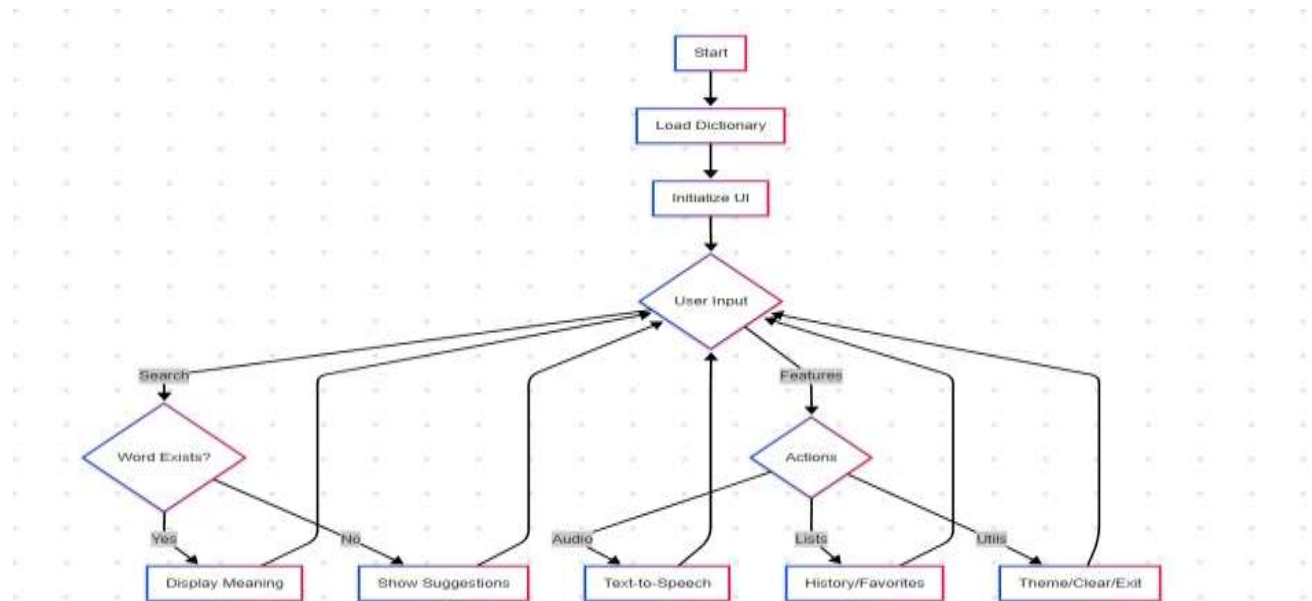 Start
Load Dictionary
Initialize UI
User Input
Search
Features
Word Exists?
Actions
Yes
No
Audio
Lists
Utils
Display Meaning
Show Suggestions
Text-to-Speech
History/Favorites
Theme/Clear/Exit